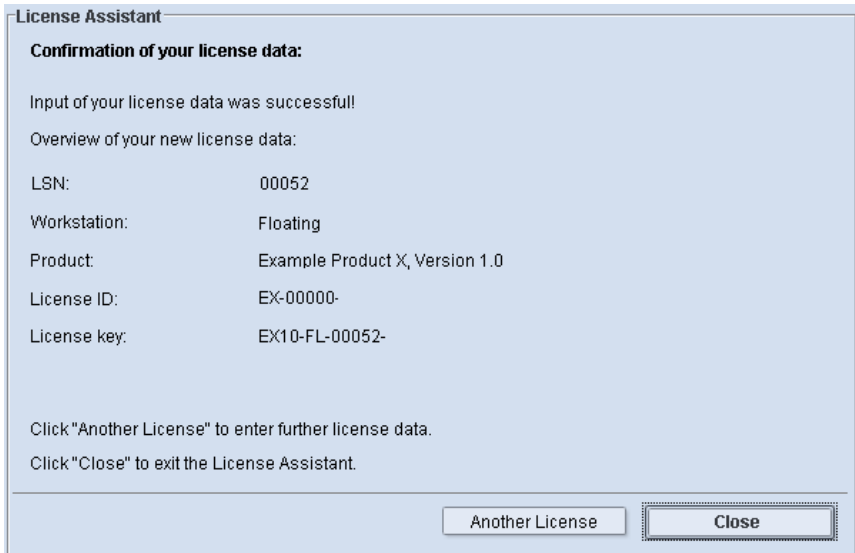 License Assistant
Confirmation of your license data:
Input of your license data was successful!
Overview of your new license data:
LSN: 00052
Workstation: Floating
Product: Example Product X, Version 1.0
License ID: EX-00000-
License key: EX10-FL-00052-
Click "Another License" to enter further license data.
Click "Close" to exit the License Assistant.
Another License Close